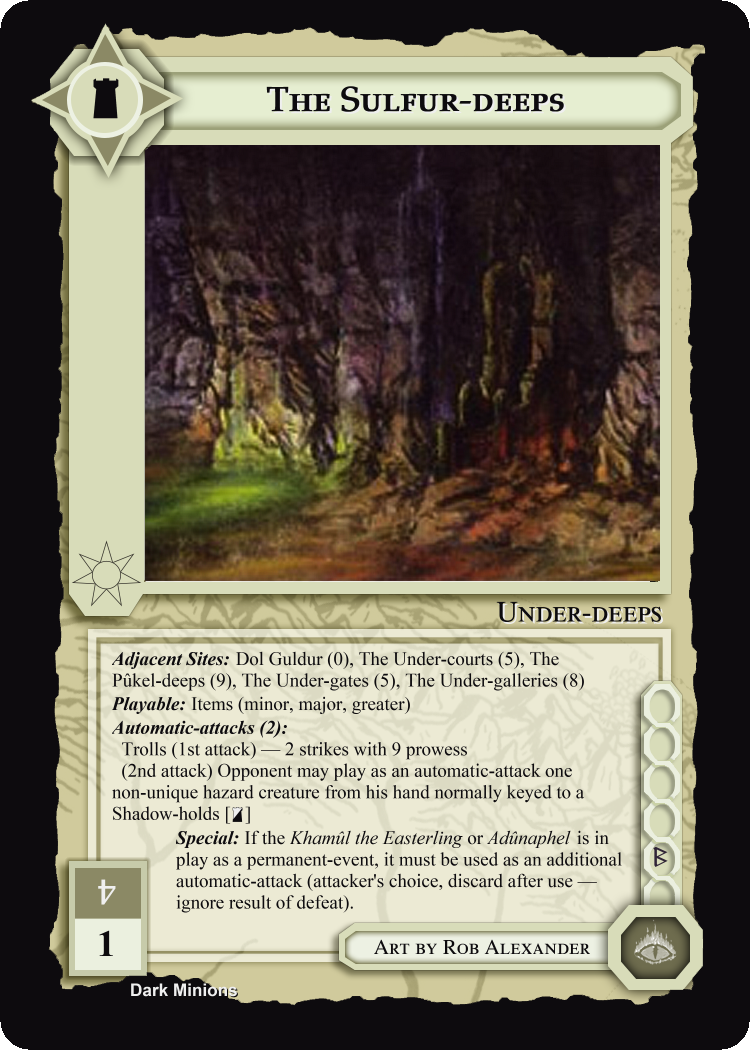 The Sulfur-deeps
Under-deeps
Adjacent Sites: Dol Guldur (0), The Under-courts (5), The
Pûkel-deeps (9), The Under-gates (5), The Under-galleries (8)
Playable: Items (minor, major, greater)
Automatic-attacks (2):
Trolls (1st attack) — 2 strikes with 9 prowess
(2nd attack) Opponent may play as an automatic-attack one
non-unique hazard creature from his hand normally keyed to a
Shadow-holds [ ]
Special: If the Khamûl the Easterling or Adûnaphel is in
play as a permanent-event, it must be used as an additional
automatic-attack (attacker's choice, discard after use —
ignore result of defeat).
4
1
Art by Rob Alexander
Dark Minions